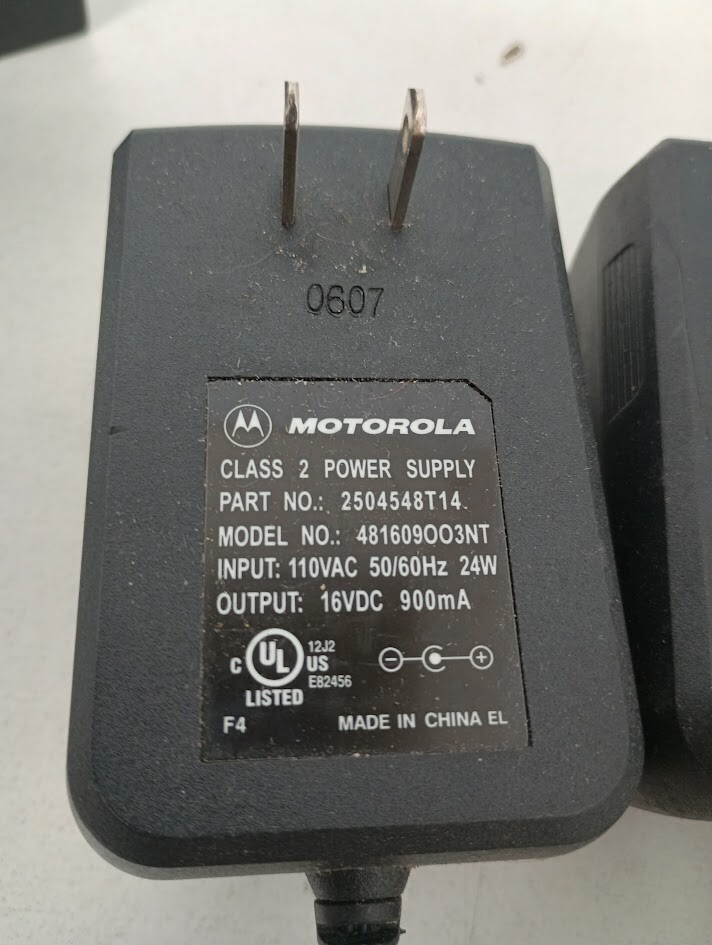 0607
MOTOROLA
CLASS 2 POWER SUPPLY
PART NO.: 2504548T14
MODEL NO.: 481609OO3NT
INPUT: 110VAC 50/60Hz 24W
OUTPUT: 16VDC 900mA
C UL US
12J2
E82456
LISTED
F4 MADE IN CHINA EL